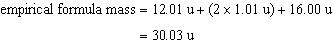 empirical formula mass = 12.01 u + (2 × 1.01 u) + 16.00 u
= 30.03 u